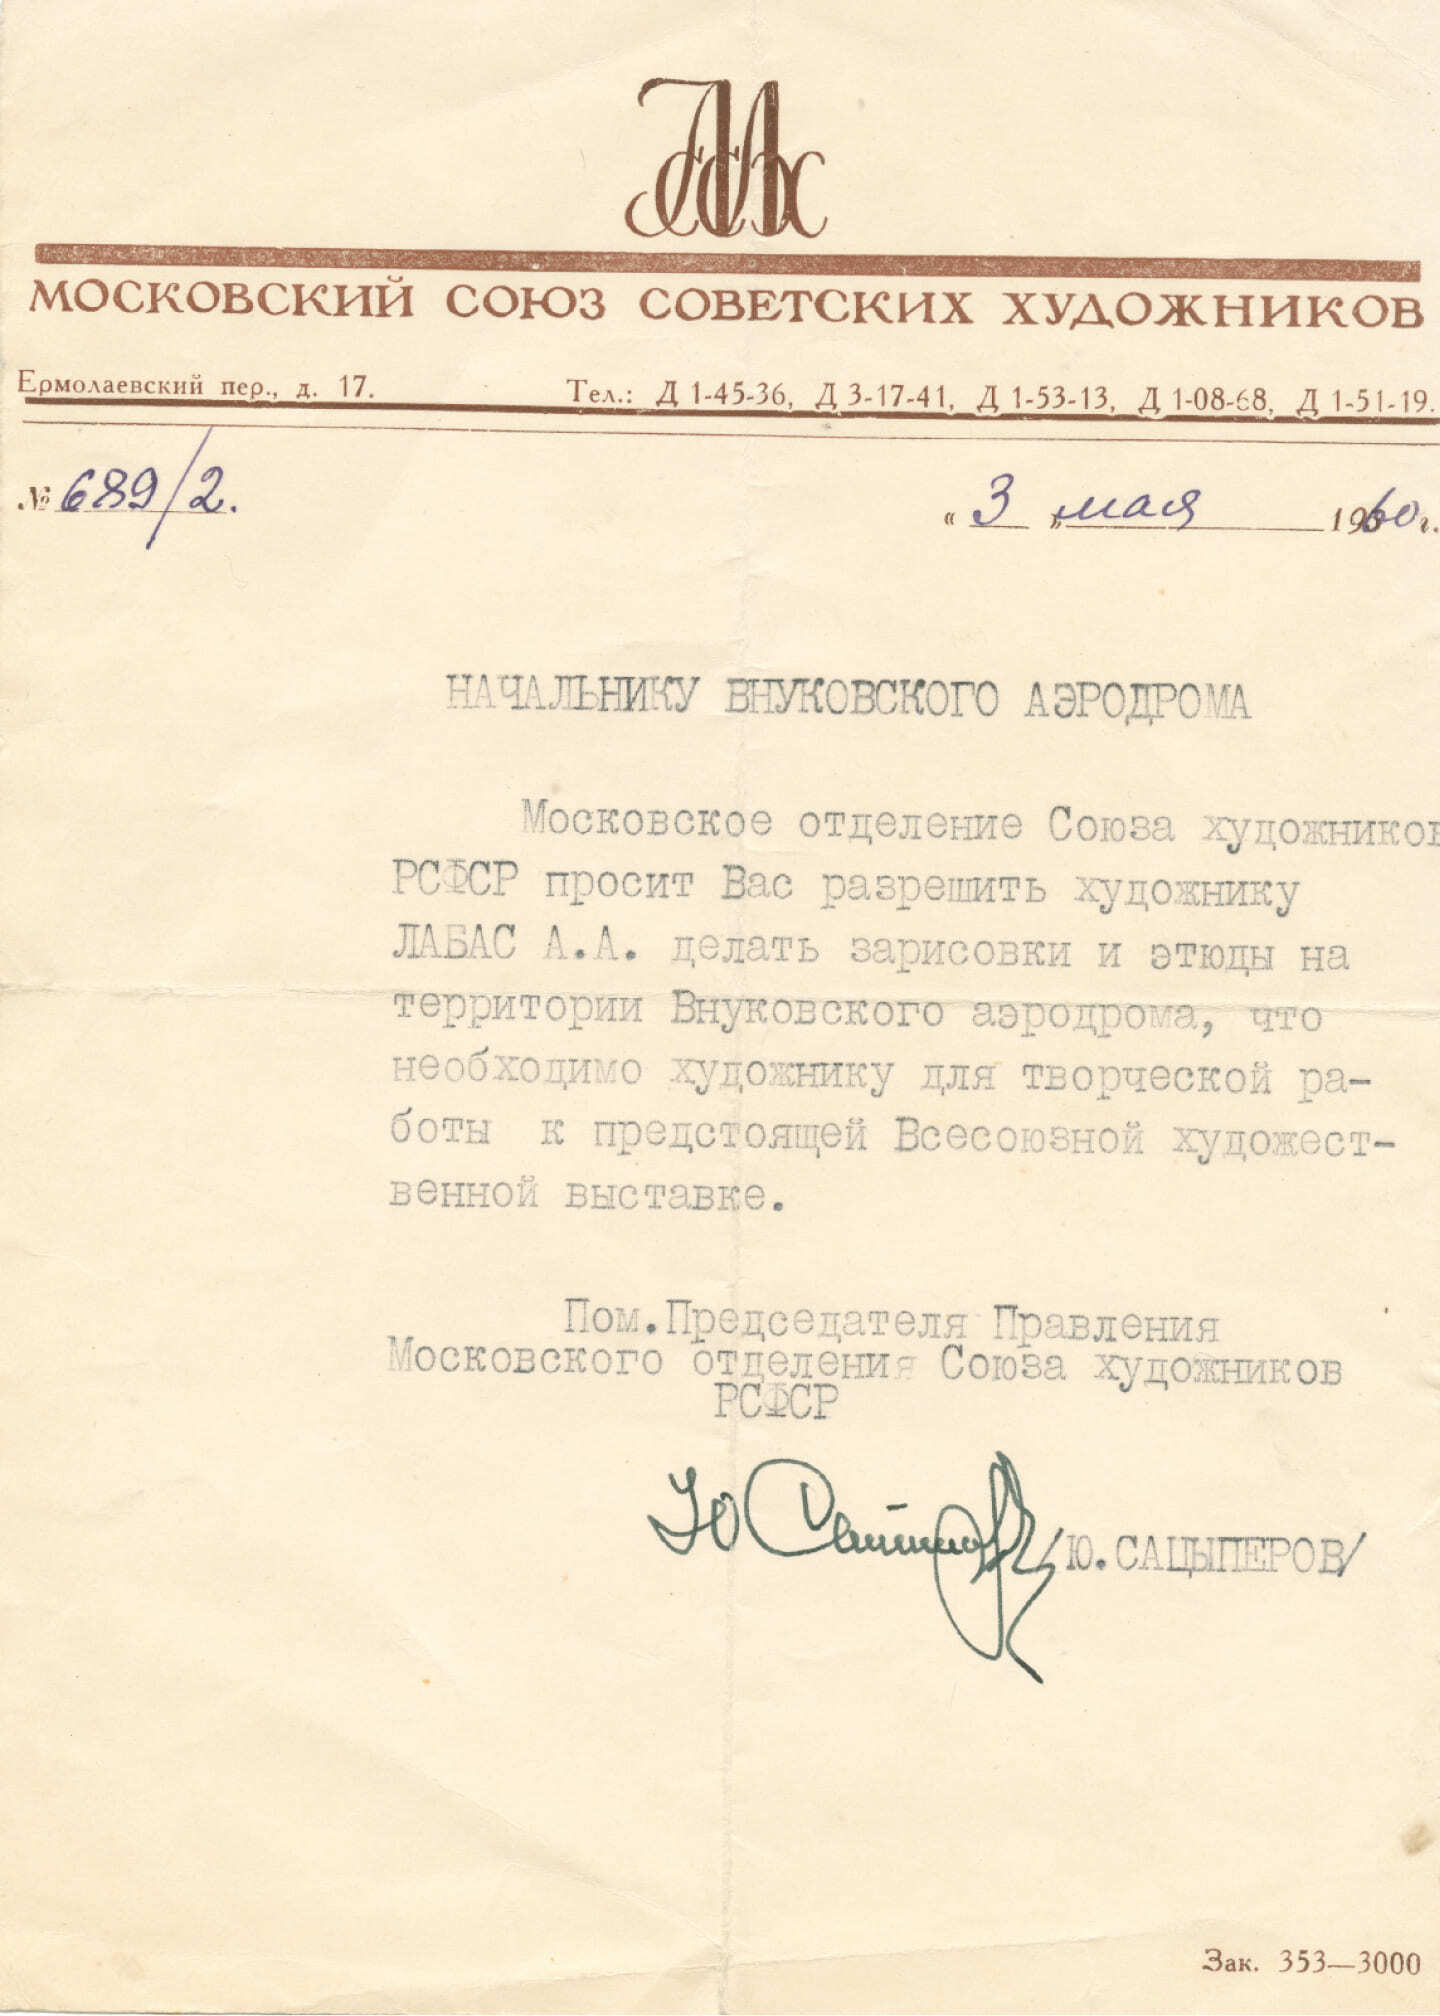 МОСКОВСКИЙ СОЮЗ СОВЕТСКИХ ХУДОЖНИКОВ
Ермолаевский пер., д. 17. Тел.: Д 1-45-36, Д 3-17-41, Д 1-53-13, Д 1-08-68, Д 1-51-19.
№ 689/2. „3„ мая 1960 г.
НАЧАЛЬНИКУ ВНУКОВСКОГО АЭРОДРОМА
Московское отделение Союза художников
РСФСР просит Вас разрешить художнику
ЛАБАС А.А. делать зарисовки и этюды на
территории Внуковского аэродрома, что
необходимо художнику для творческой ра-
боты к предстоящей Всесоюзной художест-
венной выставке.
Пом.Председателя Правления
Московского отделения Союза художников
РСФСР
/Ю.САЦЫПЕРОВ/
Зак. 353—3000